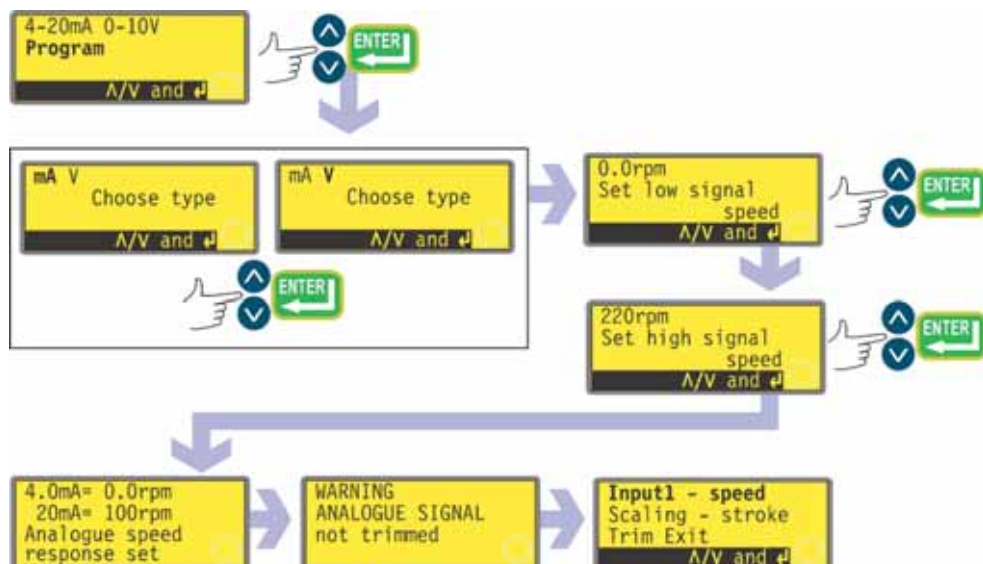 4-20mA 0-10V
Program
∧/∨ and ↵
ENTER
mA V
Choose type
∧/∨ and ↵
mA V
Choose type
∧/∨ and ↵
ENTER
0.0rpm
Set low signal
speed
∧/∨ and ↵
ENTER
220rpm
Set high signal
speed
∧/∨ and ↵
ENTER
4.0mA= 0.0rpm
20mA= 100rpm
Analogue speed
response set
WARNING
ANALOGUE SIGNAL
not trimmed
Input1 - speed
Scaling - stroke
Trim Exit
∧/∨ and ↵